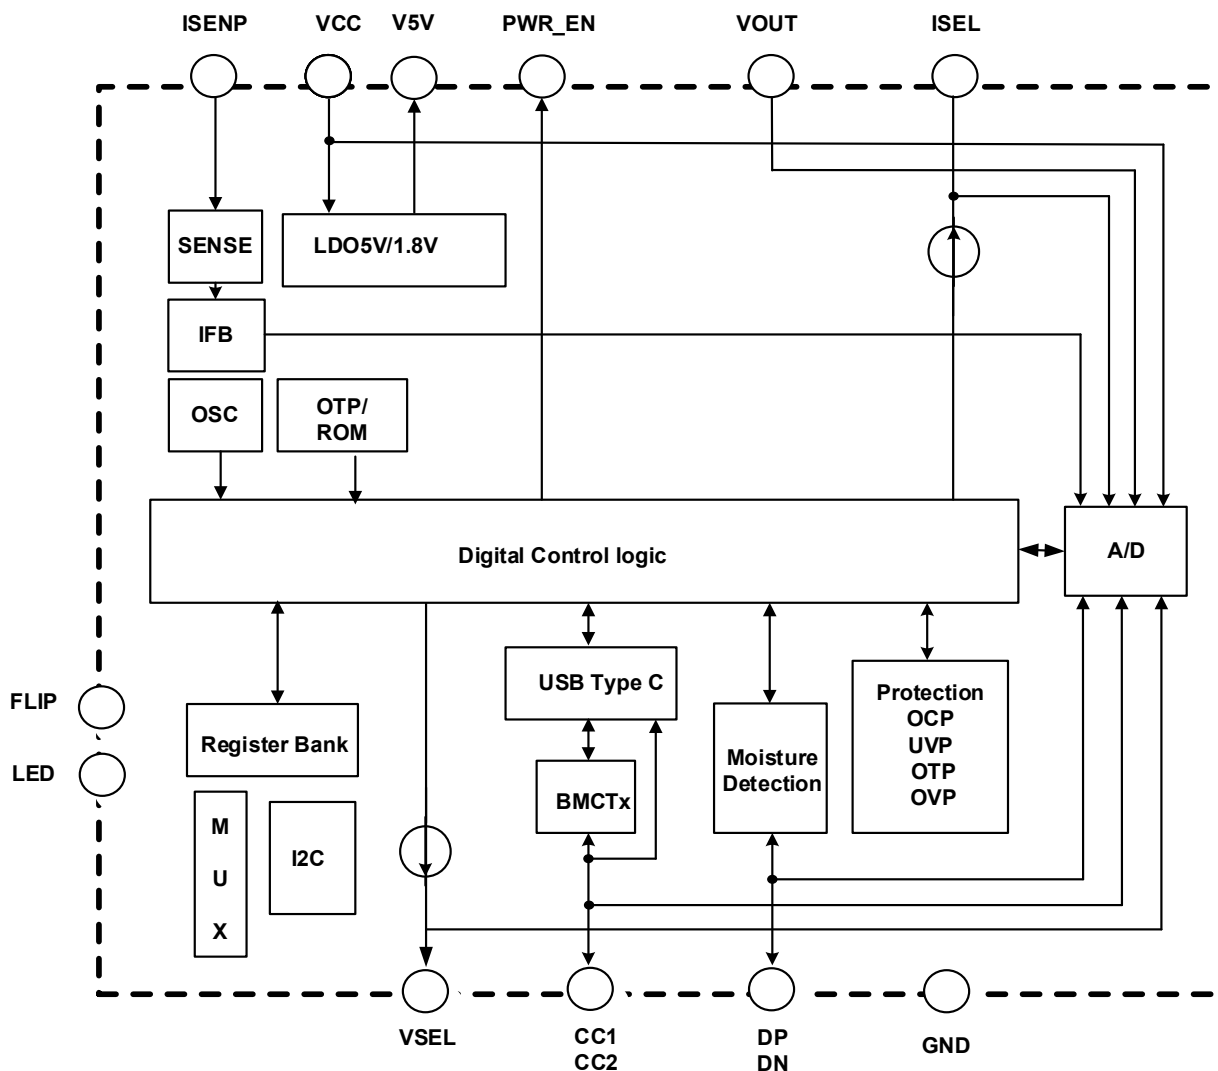 ISENP
VCC
V5V
PWR_EN
VOUT
ISEL
SENSE
LDO5V/1.8V
IFB
OSC
OTP/
ROM
Digital Control logic
A/D
USB Type C
Protection
OCP
UVP
OTP
OVP
FLIP
Register Bank
Moisture
Detection
LED
BMCTx
M
U
X
I2C
VSEL
CC1
CC2
DP
DN
GND